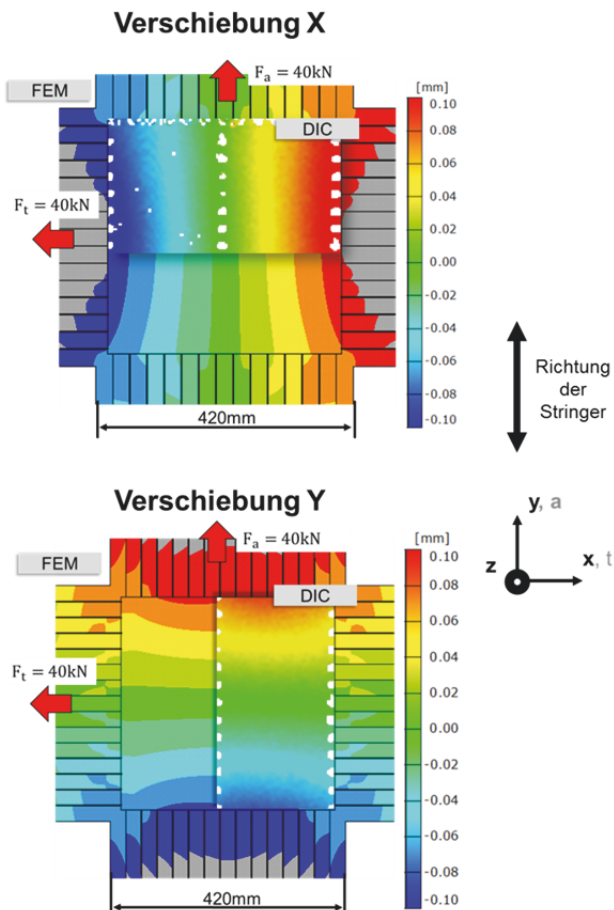 Verschiebung X
F_a = 40kN
FEM
DIC
[mm]
0.10
0.08
0.06
0.04
0.02
0.00
-0.02
-0.04
-0.06
-0.08
-0.10
F_t = 40kN
420mm
Richtung
der
Stringer
Verschiebung Y
F_a = 40kN
FEM
DIC
[mm]
0.10
0.08
0.06
0.04
0.02
0.00
-0.02
-0.04
-0.06
-0.08
-0.10
F_t = 40kN
420mm
y, a
z
x, t